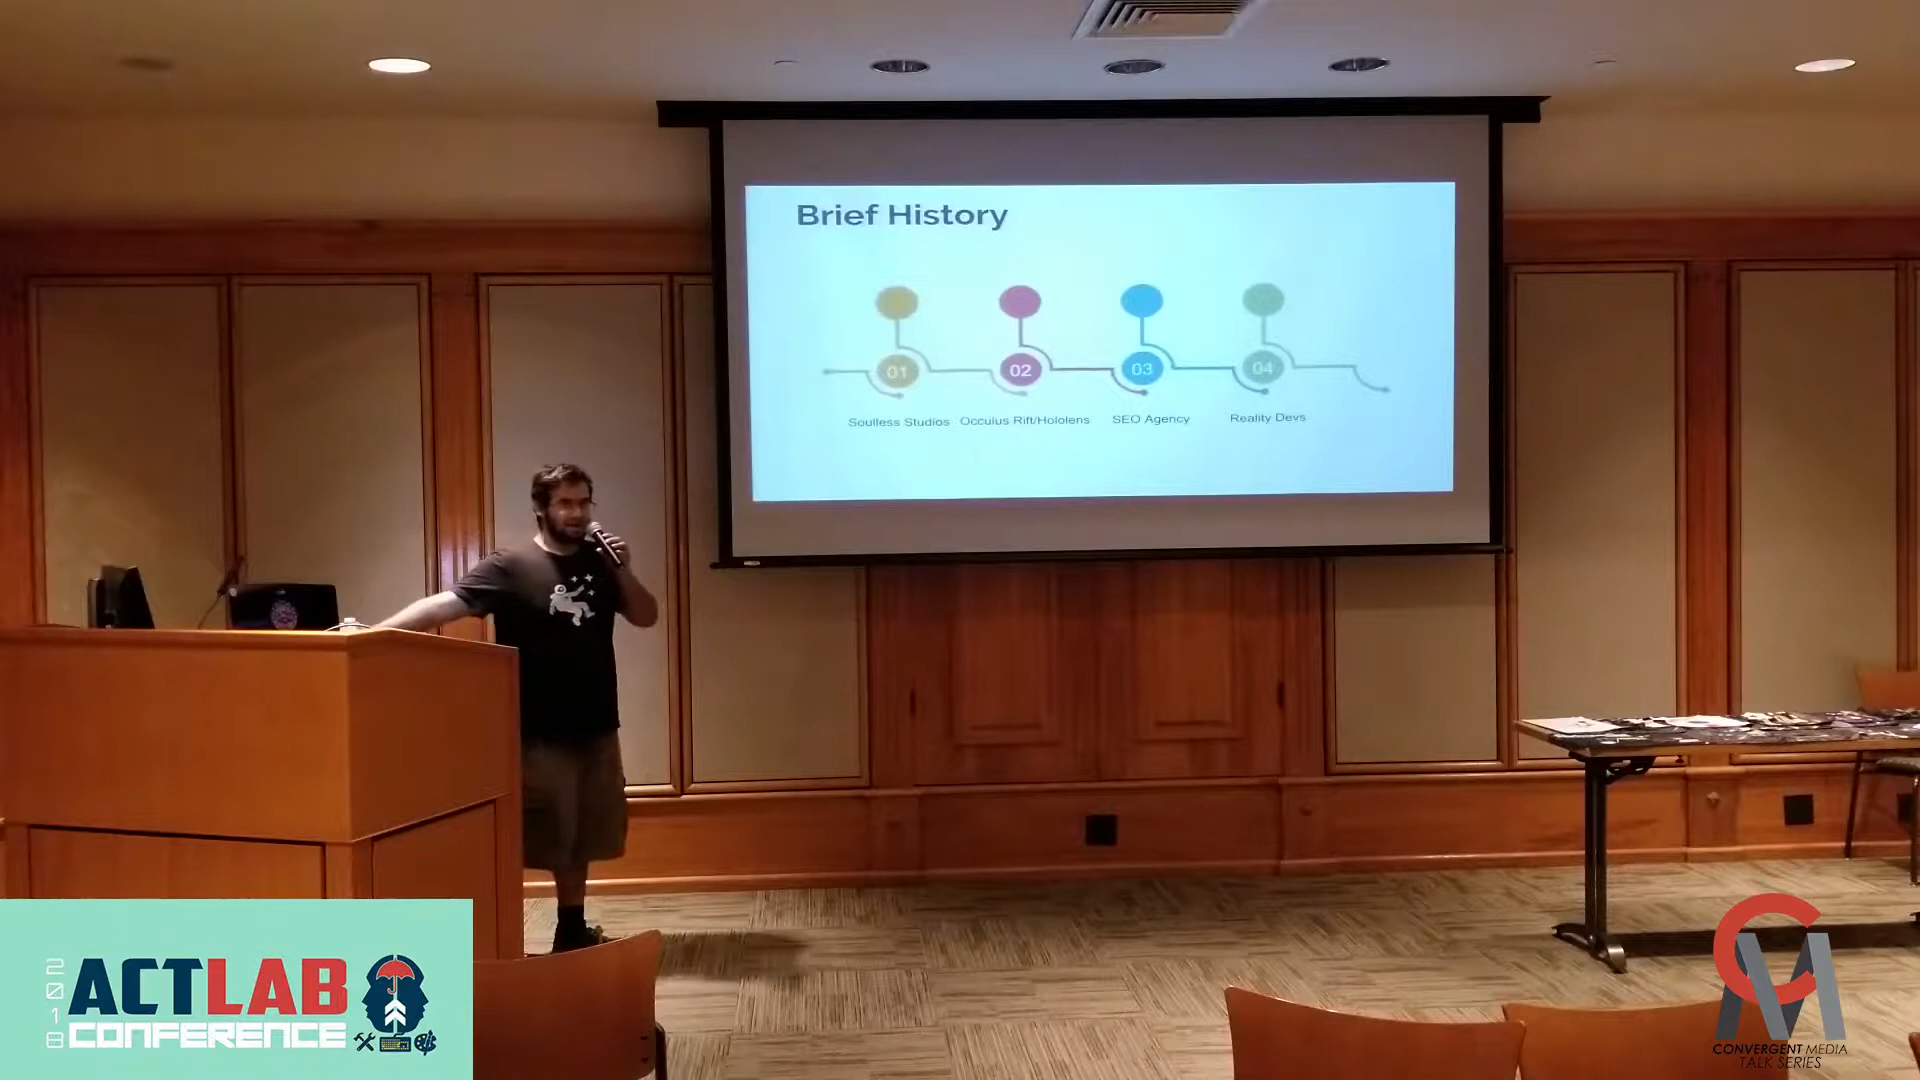 Brief History
01
02
03
04
Soulless Studios
Occulus Rift/Hololens
SEO Agency
Reality Devs
2018
ACTLAB
CONFERENCE
CM
CONVERGENT MEDIA
TALK SERIES